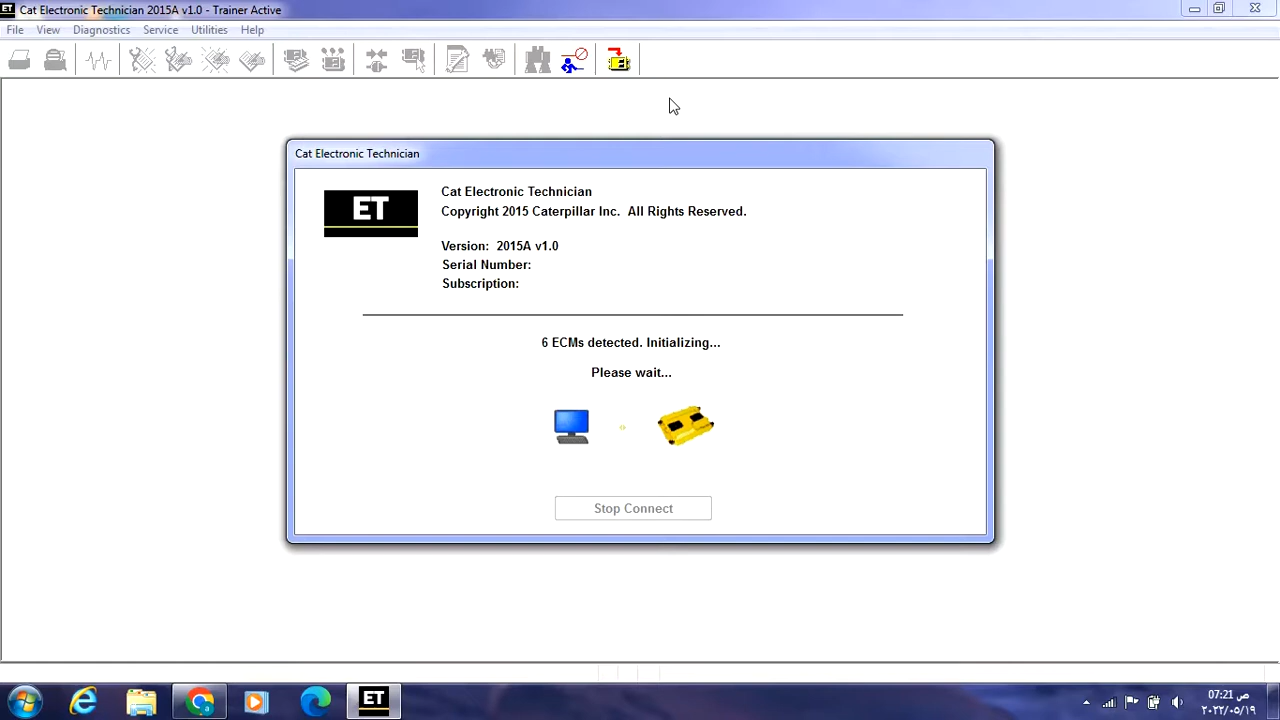 ET Cat Electronic Technician 2015A v1.0 - Trainer Active
File View Diagnostics Service Utilities Help
Cat Electronic Technician
ET
Cat Electronic Technician
Copyright 2015 Caterpillar Inc. All Rights Reserved.
Version: 2015A v1.0
Serial Number:
Subscription:
6 ECMs detected. Initializing...
Please wait...
Stop Connect
ET
07:21 ص
٢٠٢٢/٠٥/١٩